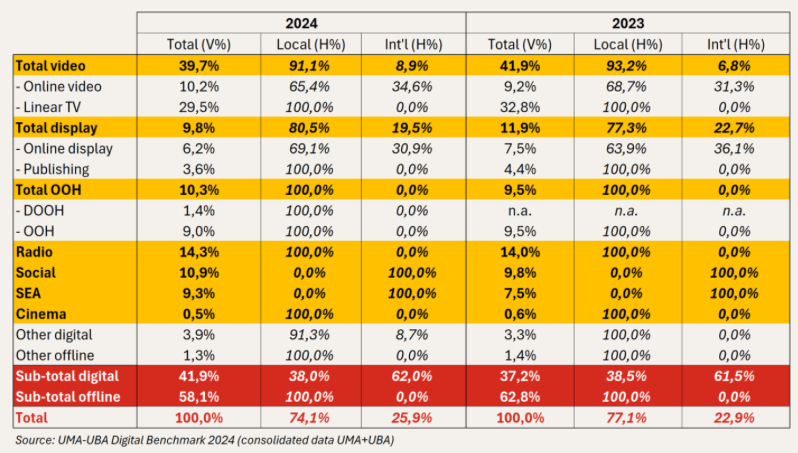 2024 2023
Total (V%) Local (H%) Int'l (H%) Total (V%) Local (H%) Int'l (H%)
Total video 39,7% 91,1% 8,9% 41,9% 93,2% 6,8%
- Online video 10,2% 65,4% 34,6% 9,2% 68,7% 31,3%
- Linear TV 29,5% 100,0% 0,0% 32,8% 100,0% 0,0%
Total display 9,8% 80,5% 19,5% 11,9% 77,3% 22,7%
- Online display 6,2% 69,1% 30,9% 7,5% 63,9% 36,1%
- Publishing 3,6% 100,0% 0,0% 4,4% 100,0% 0,0%
Total OOH 10,3% 100,0% 0,0% 9,5% 100,0% 0,0%
- DOOH 1,4% 100,0% 0,0% n.a. n.a. n.a.
- OOH 9,0% 100,0% 0,0% 9,5% 100,0% 0,0%
Radio 14,3% 100,0% 0,0% 14,0% 100,0% 0,0%
Social 10,9% 0,0% 100,0% 9,8% 0,0% 100,0%
SEA 9,3% 0,0% 100,0% 7,5% 0,0% 100,0%
Cinema 0,5% 100,0% 0,0% 0,6% 100,0% 0,0%
Other digital 3,9% 91,3% 8,7% 3,3% 100,0% 0,0%
Other offline 1,3% 100,0% 0,0% 1,4% 100,0% 0,0%
Sub-total digital 41,9% 38,0% 62,0% 37,2% 38,5% 61,5%
Sub-total offline 58,1% 100,0% 0,0% 62,8% 100,0% 0,0%
Total 100,0% 74,1% 25,9% 100,0% 77,1% 22,9%
Source: UMA-UBA Digital Benchmark 2024 (consolidated data UMA+UBA)